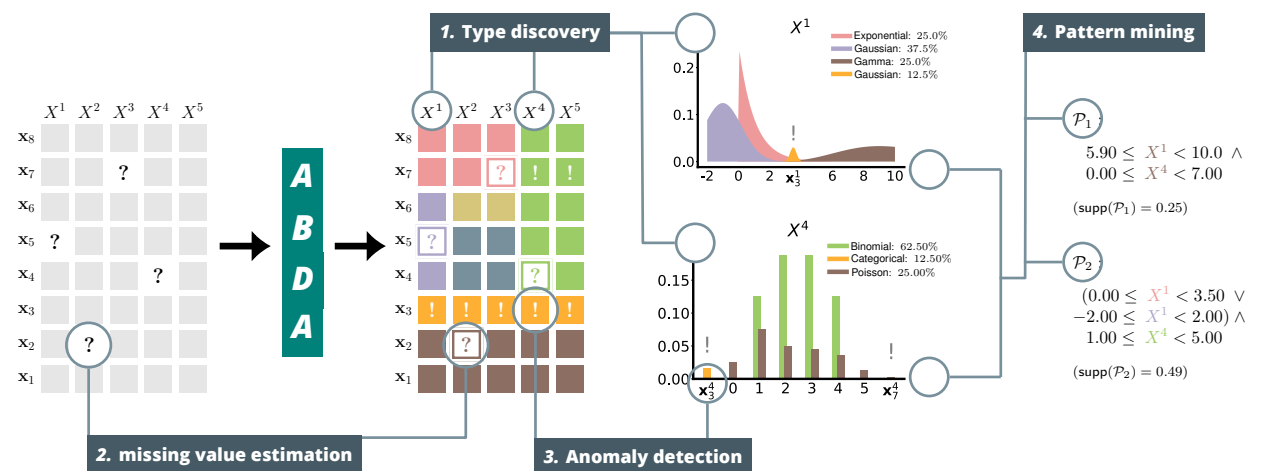 1. Type discovery
4. Pattern mining
X¹
Exponential: 25.0%
Gaussian: 37.5%
Gamma: 25.0%
Gaussian: 12.5%
0.2
0.1
0.0
!
-2 0 2 x₃¹ 6 8 10
X¹ X² X³ X⁴ X⁵
x₈
x₇ ?
x₆
x₅ ?
x₄ ?
x₃
x₂ ?
x₁
A
B
D
A
X¹ X² X³ X⁴ X⁵
x₈
x₇ ? ! !
x₆
x₅ ?
x₄ ?
x₃ ! ! ! ! !
x₂ ?
x₁
X⁴
Binomial: 62.50%
Categorical: 12.50%
Poisson: 25.00%
0.15
0.10
0.05
0.00
! !
x₃⁴ 0 1 2 3 4 5 x₇⁴
𝒫₁
5.90 ≤ X¹ < 10.0 ∧
0.00 ≤ X⁴ < 7.00
(supp(𝒫₁) = 0.25)
𝒫₂
(0.00 ≤ X¹ < 3.50 ∨
−2.00 ≤ X¹ < 2.00) ∧
1.00 ≤ X⁴ < 5.00
(supp(𝒫₂) = 0.49)
2. missing value estimation
3. Anomaly detection